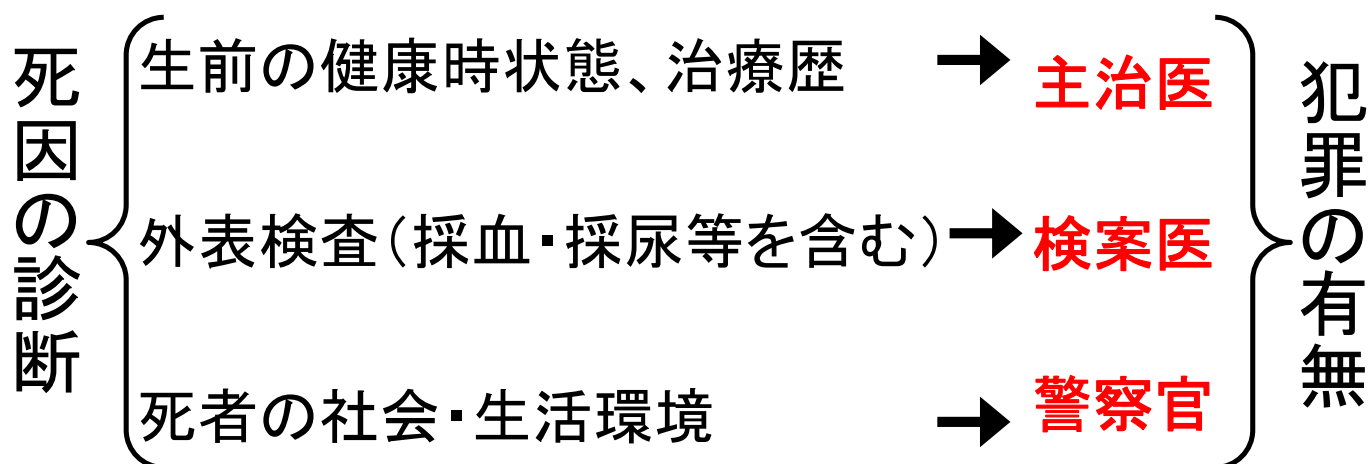 死因の診断
生前の健康時状態、治療歴 → 主治医
外表検査(採血・採尿等を含む) → 検案医
死者の社会・生活環境 → 警察官
犯罪の有無